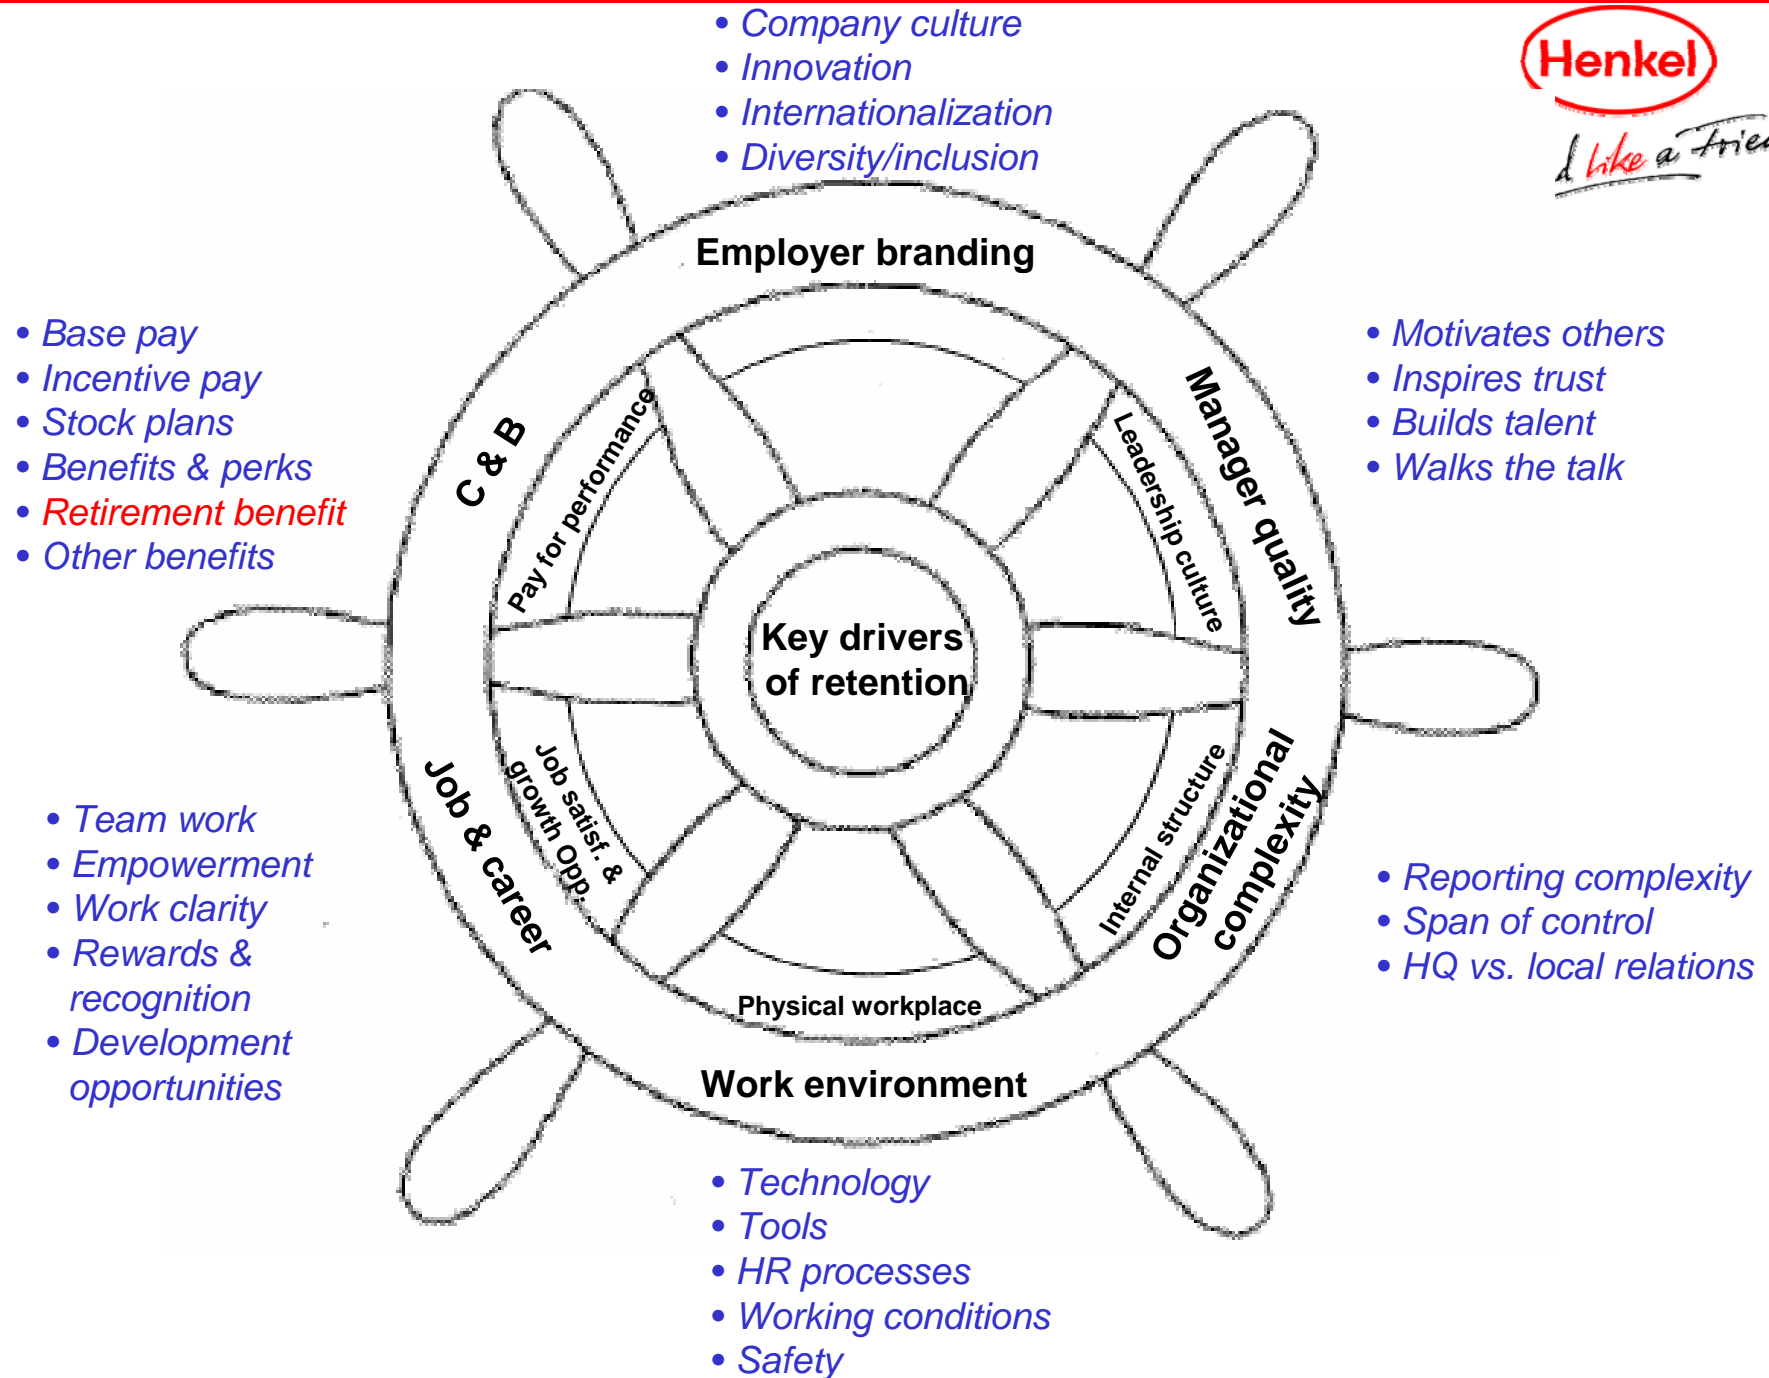 • Company culture
• Innovation
• Internationalization
• Diversity/inclusion
Henkel
Like a
Employer branding
• Base pay
• Incentive pay
• Stock plans
• Benefits & perks
• Retirement benefit
• Other benefits
C & B
Pay for performance
Leadership culture
Manager quality
• Motivates others
• Inspires trust
• Builds talent
• Walks the talk
Key drivers
of retention
• Team work
• Empowerment
• Work clarity
• Rewards &
recognition
• Development
opportunities
Job & career
Job satisf. &
growth Opp.
Internal structure
Organizational
complexity
• Reporting complexity
• Span of control
• HQ vs. local relations
Physical workplace
Work environment
• Technology
• Tools
• HR processes
• Working conditions
• Safety